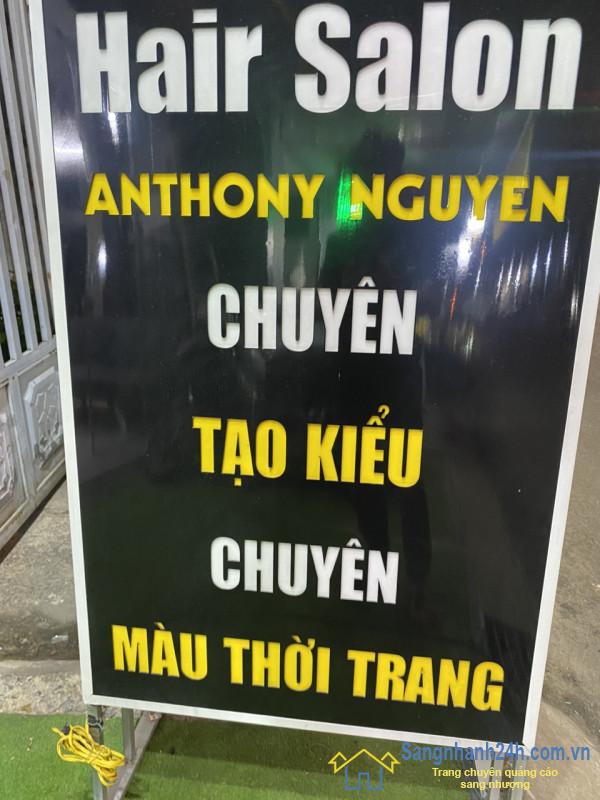 Hair Salon
ANTHONY NGUYEN
CHUYÊN
TẠO KIỂU
CHUYÊN
MÀU THỜI TRANG
Sangnhanh24h.com.vn
Trang chuyên quảng cáo
sang nhượng